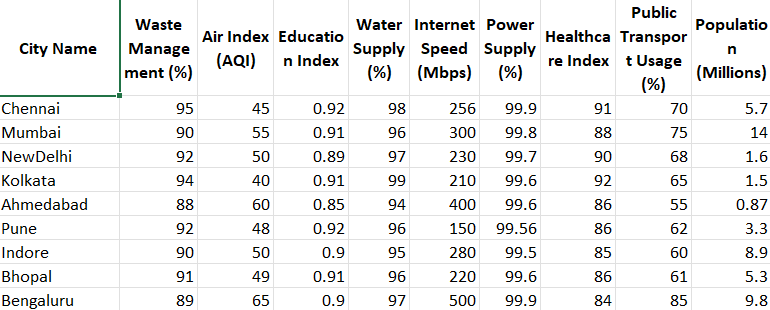 City Name Waste Manage ment (%) Air Index (AQI) Educatio n Index Water Supply (%) Internet Speed (Mbps) Power Supply (%) Healthca re Index Public Transpor t Usage (%) Populatio n (Millions)
Chennai 95 45 0.92 98 256 99.9 91 70 5.7
Mumbai 90 55 0.91 96 300 99.8 88 75 14
NewDelhi 92 50 0.89 97 230 99.7 90 68 1.6
Kolkata 94 40 0.91 99 210 99.6 92 65 1.5
Ahmedabad 88 60 0.85 94 400 99.6 86 55 0.87
Pune 92 48 0.92 96 150 99.56 86 62 3.3
Indore 90 50 0.9 95 280 99.5 85 60 8.9
Bhopal 91 49 0.91 96 220 99.6 86 61 5.3
Bengaluru 89 65 0.9 97 500 99.9 84 85 9.8